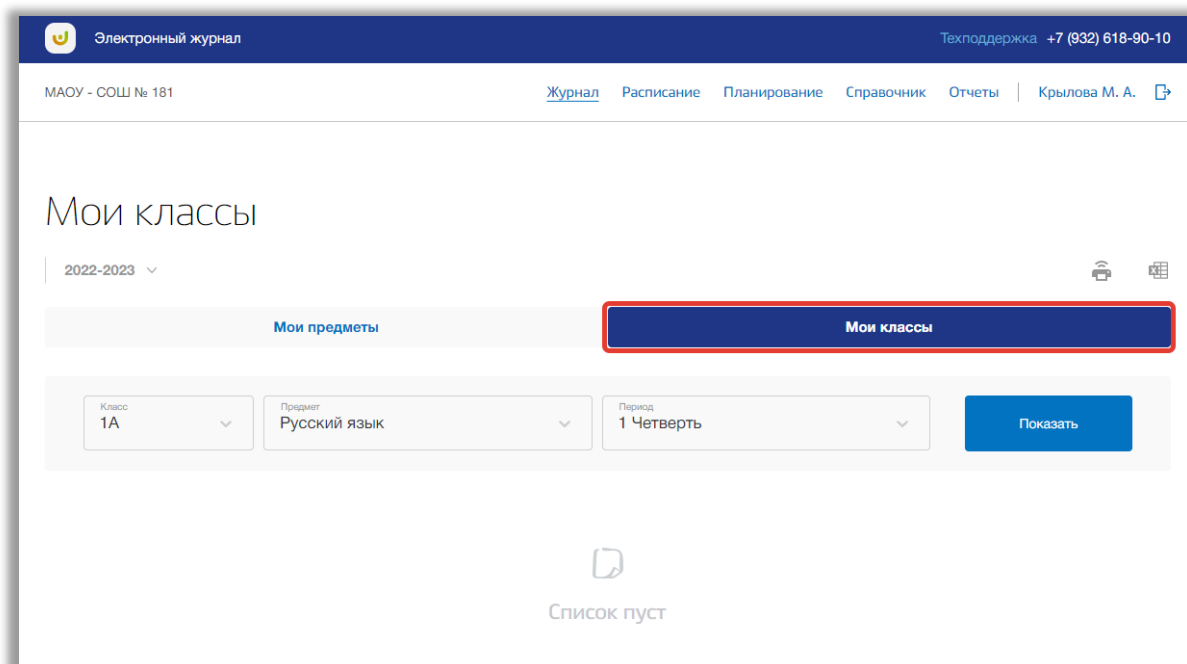 Электронный журнал
Техподдержка +7 (932) 618-90-10
МАОУ - СОШ № 181
Журнал Расписание Планирование Справочник Отчеты Крылова М. А.
Мои классы
2022-2023
Мои предметы
Мои классы
Класс
1А
Предмет
Русский язык
Период
1 Четверть
Показать
Список пуст